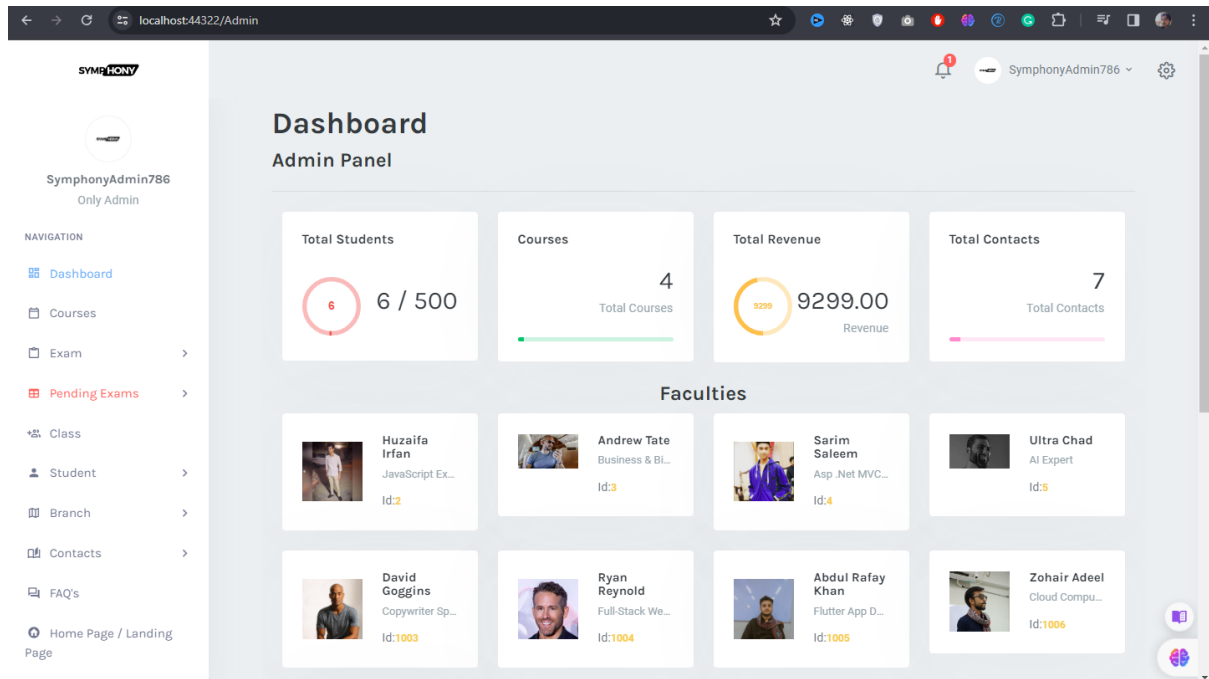 localhost:44322/Admin
SYMPHONY
1
SymphonyAdmin786
SymphonyAdmin786
Only Admin
NAVIGATION
Dashboard
Courses
Exam
Pending Exams
Class
Student
Branch
Contacts
FAQ's
Home Page / Landing
Page
Dashboard
Admin Panel
Total Students
6
6 / 500
Courses
4
Total Courses
Total Revenue
9299
9299.00
Revenue
Total Contacts
7
Total Contacts
Faculties
Huzaifa
Irfan
JavaScript Ex...
Id:2
Andrew Tate
Business & Bi...
Id:3
Sarim
Saleem
Asp .Net MVC...
Id:4
Ultra Chad
AI Expert
Id:5
David
Goggins
Copywriter Sp...
Id:1003
Ryan
Reynold
Full-Stack We...
Id:1004
Abdul Rafay
Khan
Flutter App D...
Id:1005
Zohair Adeel
Cloud Compu...
Id:1006